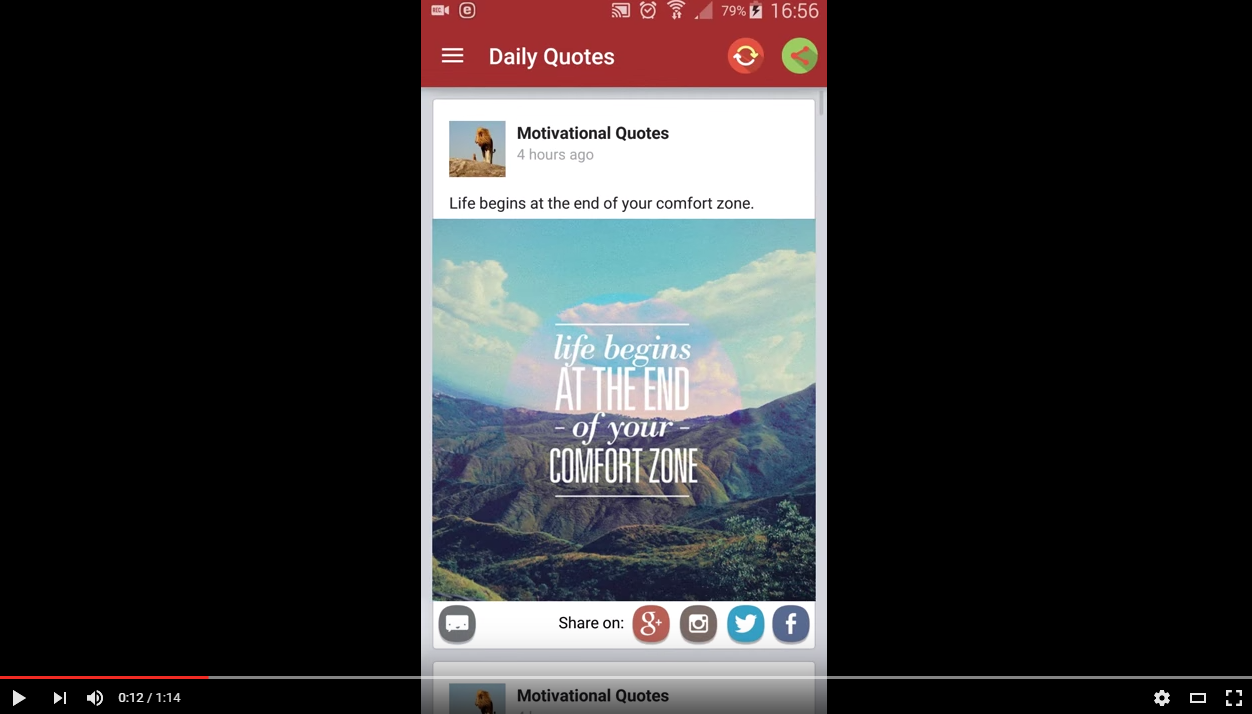 REC
79%
16:56
Daily Quotes
Motivational Quotes
4 hours ago
Life begins at the end of your comfort zone.
life begins
AT THE END
- of your -
COMFORT ZONE
Share on:
g+
f
Motivational Quotes
0:12 / 1:14